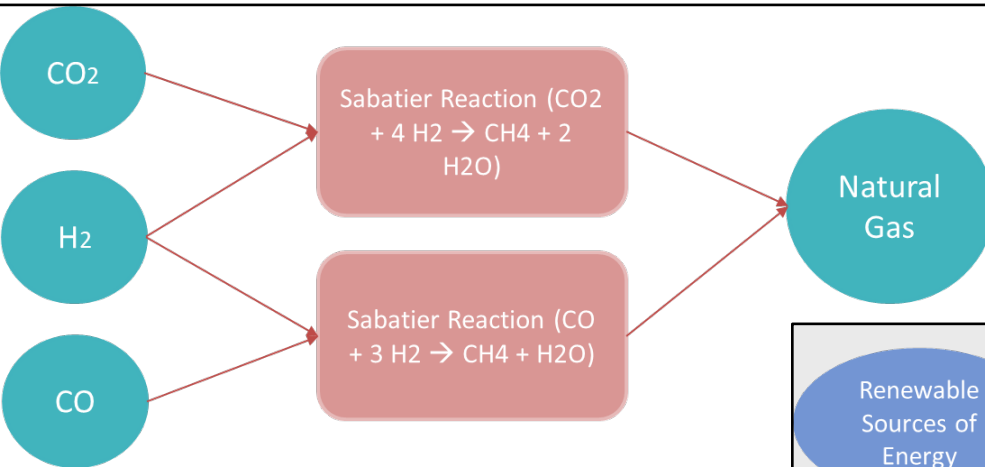 CO2
Sabatier Reaction (CO2
+ 4 H2 → CH4 + 2
H2O)
Natural
Gas
H2
Sabatier Reaction (CO
+ 3 H2 → CH4 + H2O)
CO
Renewable
Sources of
Energy